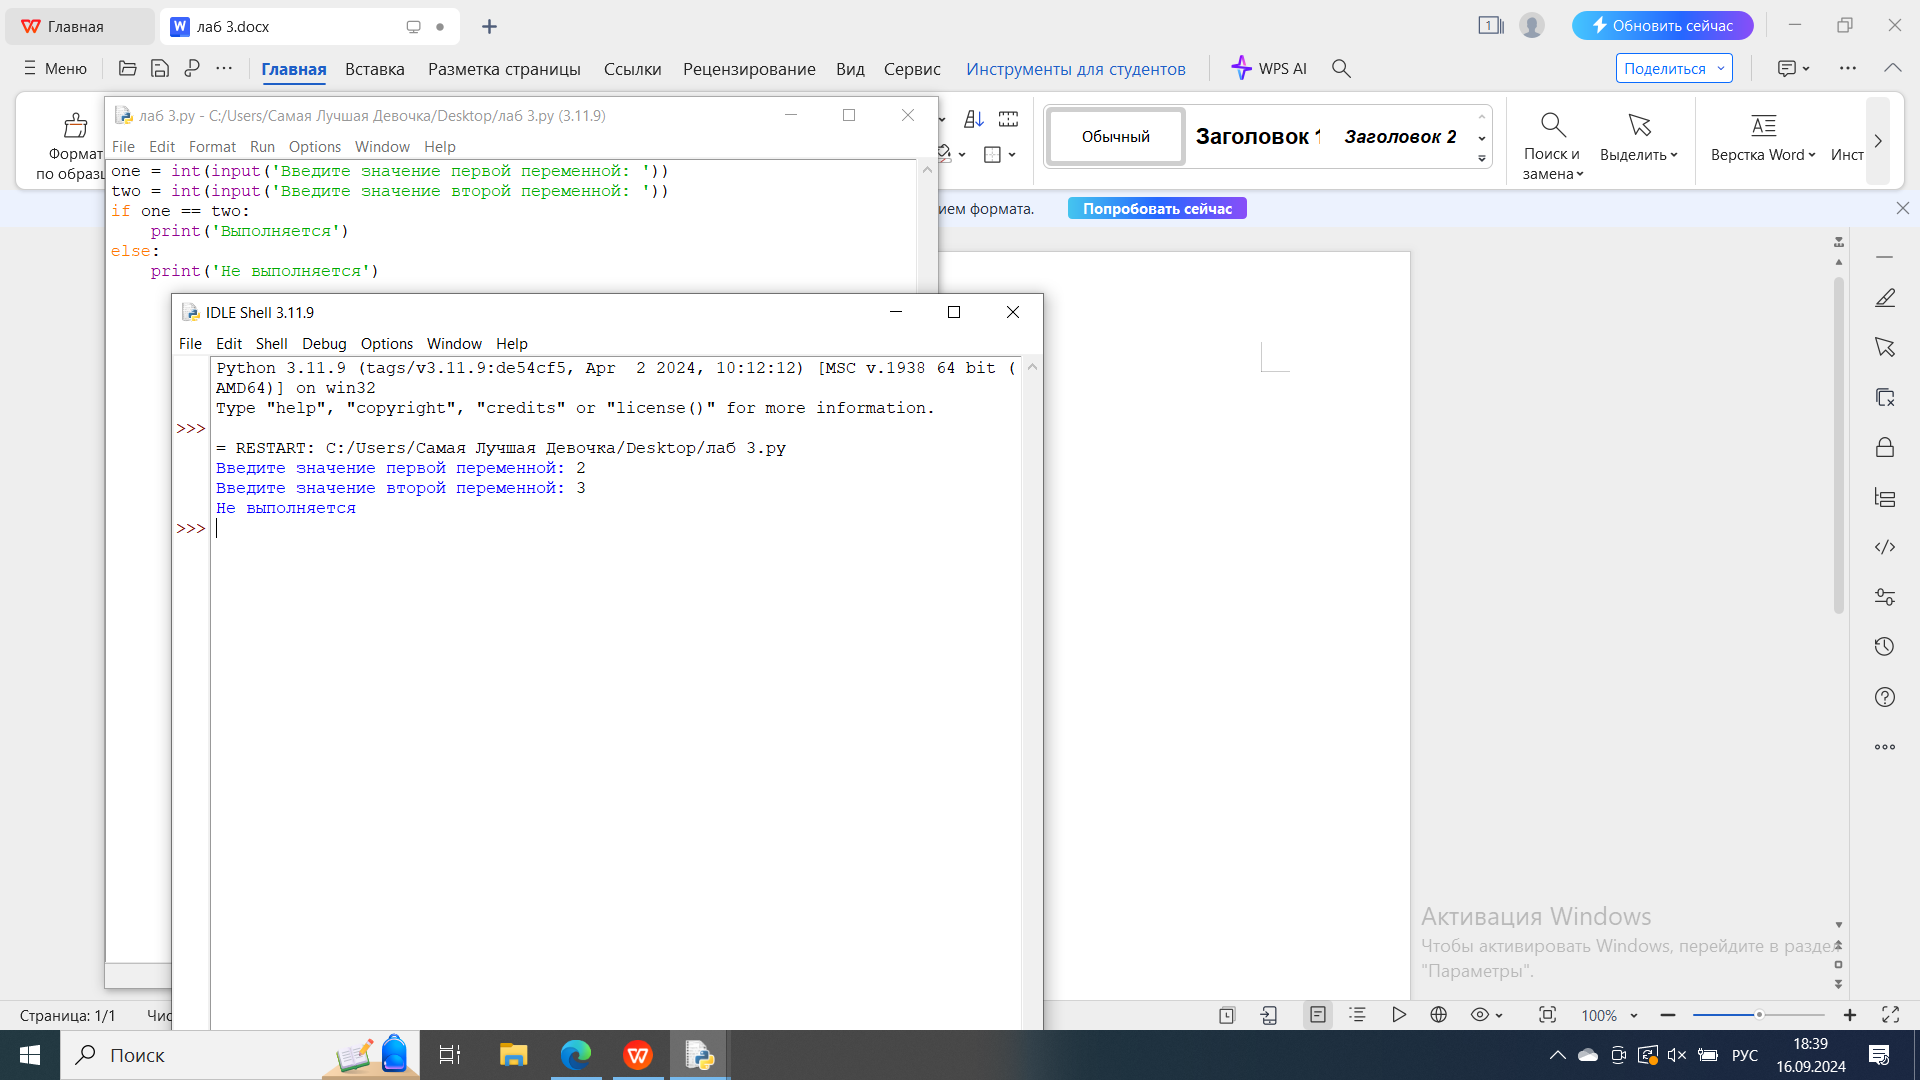 Главная
лаб 3.docx
1
Обновить сейчас
Меню
Главная
Вставка
Разметка страницы
Ссылки
Рецензирование
Вид
Сервис
Инструменты для студентов
WPS AI
Поделиться
лаб 3.py - C:/Users/Самая Лучшая Девочка/Desktop/лаб 3.py (3.11.9)
File Edit Format Run Options Window Help
one = int(input('Введите значение первой переменной: '))
two = int(input('Введите значение второй переменной: '))
if one == two:
    print('Выполняется')
else:
    print('Не выполняется')
Формат
по образц
Обычный
Заголовок 1
Заголовок 2
Поиск и
замена
Выделить
Верстка Word
Инст
ием формата.
Попробовать сейчас
IDLE Shell 3.11.9
File Edit Shell Debug Options Window Help
Python 3.11.9 (tags/v3.11.9:de54cf5, Apr  2 2024, 10:12:12) [MSC v.1938 64 bit (
AMD64)] on win32
Type "help", "copyright", "credits" or "license()" for more information.
>>>
= RESTART: C:/Users/Самая Лучшая Девочка/Desktop/лаб 3.py
Введите значение первой переменной: 2
Введите значение второй переменной: 3
Не выполняется
>>>
Активация Windows
Чтобы активировать Windows, перейдите в раздел
"Параметры".
Страница: 1/1
Чис
100%
Поиск
РУС
18:39
16.09.2024